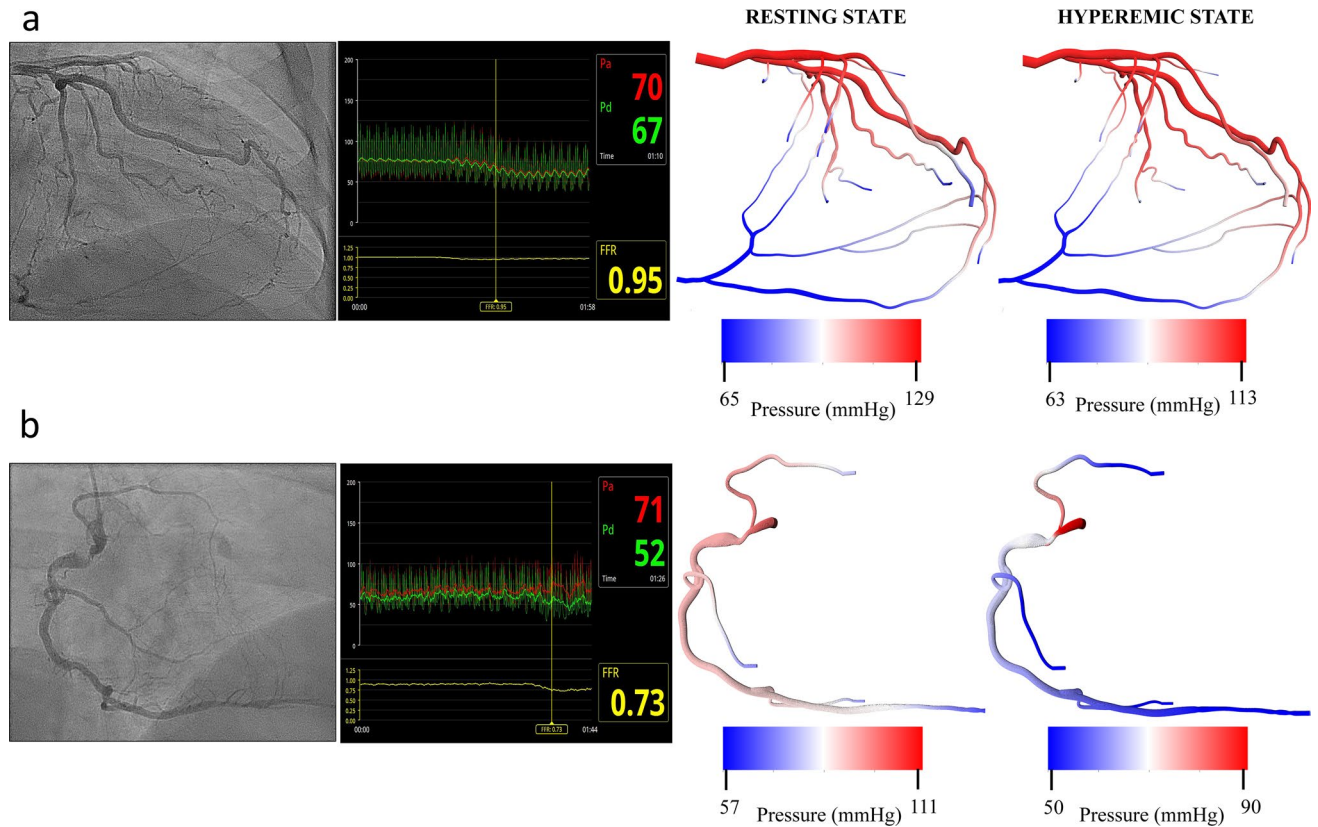 a
RESTING STATE
HYPEREMIC STATE
200
150
100
50
0
Pa
70
Pd
67
Time 01:10
1.25
1.00
0.75
0.50
0.25
0.00
00:00
FFR: 0.95
01:58
FFR
0.95
65
129
Pressure (mmHg)
63
113
Pressure (mmHg)
b
200
150
100
50
0
Pa
71
Pd
52
Time 01:26
1.25
1.00
0.75
0.50
0.25
0.00
00:00
FFR: 0.73
01:44
FFR
0.73
57
111
Pressure (mmHg)
50
90
Pressure (mmHg)